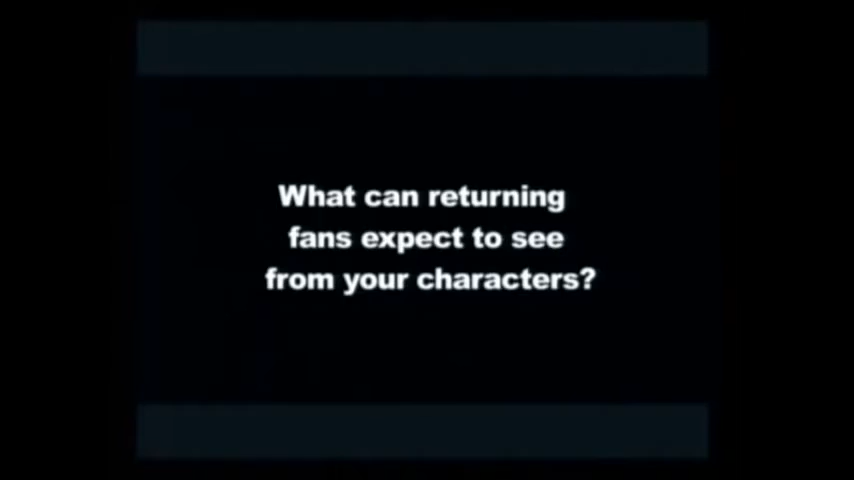 What can returning
fans expect to see
from your characters?